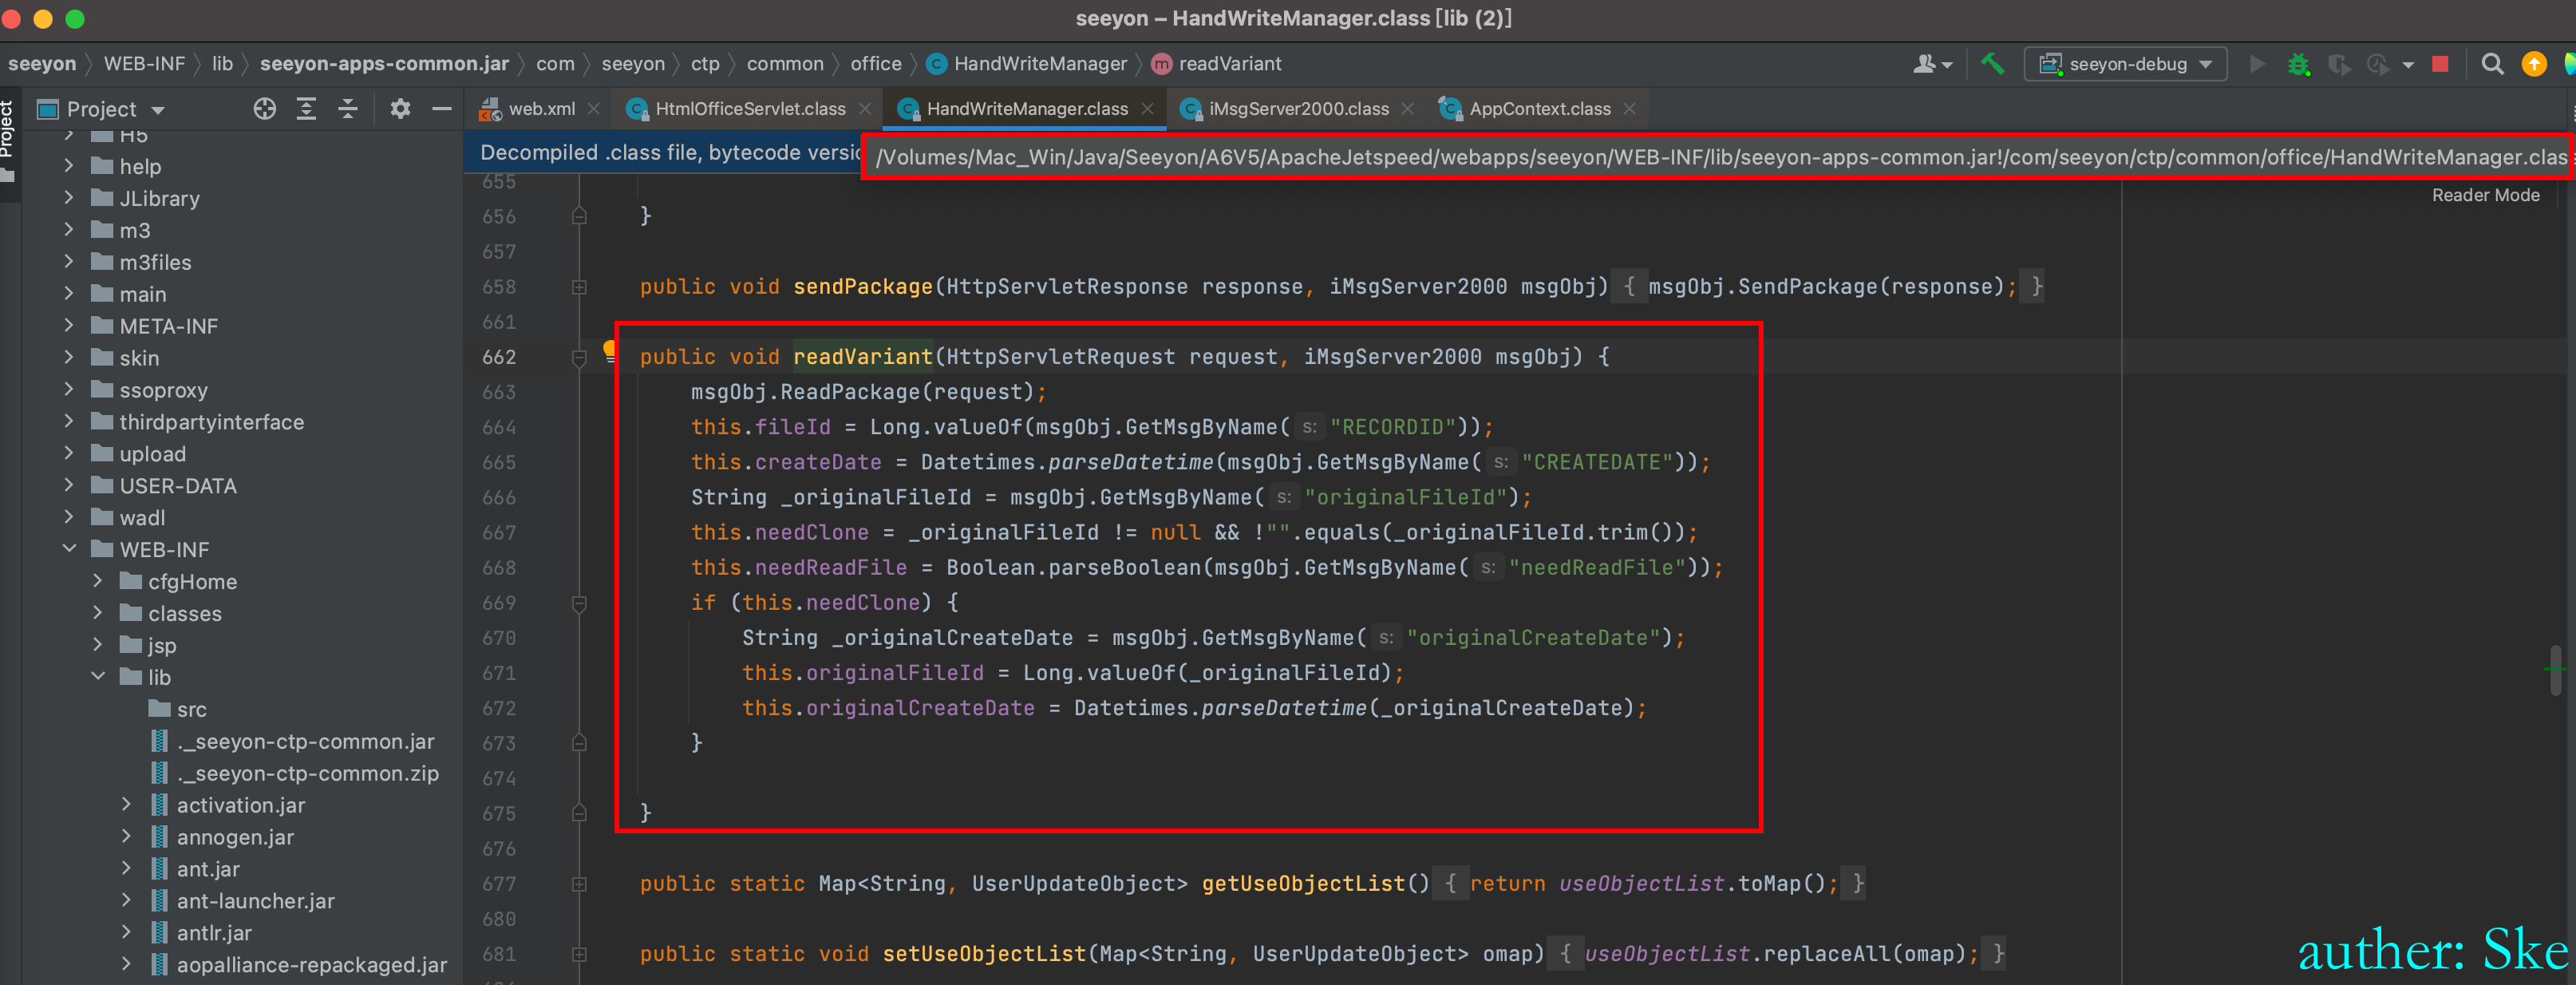 seeyon – HandWriteManager.class [lib (2)]
seeyon WEB-INF lib seeyon-apps-common.jar com seeyon ctp common office HandWriteManager readVariant
seeyon-debug
Project
Project
web.xml HtmlOfficeServlet.class HandWriteManager.class iMsgServer2000.class AppContext.class
Decompiled .class file, bytecode versio
/Volumes/Mac_Win/Java/Seeyon/A6V5/ApacheJetspeed/webapps/seeyon/WEB-INF/lib/seeyon-apps-common.jar!/com/seeyon/ctp/common/office/HandWriteManager.clas
Reader Mode
H5
help
JLibrary
m3
m3files
main
META-INF
skin
ssoproxy
thirdpartyinterface
upload
USER-DATA
wadl
WEB-INF
cfgHome
classes
jsp
lib
src
._seeyon-ctp-common.jar
._seeyon-ctp-common.zip
activation.jar
annogen.jar
ant.jar
ant-launcher.jar
antlr.jar
aopalliance-repackaged.jar
655
656 }
657
658 public void sendPackage(HttpServletResponse response, iMsgServer2000 msgObj) { msgObj.SendPackage(response); }
661
662 public void readVariant(HttpServletRequest request, iMsgServer2000 msgObj) {
663 msgObj.ReadPackage(request);
664 this.fileId = Long.valueOf(msgObj.GetMsgByName( s: "RECORDID"));
665 this.createDate = Datetimes.parseDatetime(msgObj.GetMsgByName( s: "CREATEDATE"));
666 String _originalFileId = msgObj.GetMsgByName( s: "originalFileId");
667 this.needClone = _originalFileId != null && !"".equals(_originalFileId.trim());
668 this.needReadFile = Boolean.parseBoolean(msgObj.GetMsgByName( s: "needReadFile"));
669 if (this.needClone) {
670 String _originalCreateDate = msgObj.GetMsgByName( s: "originalCreateDate");
671 this.originalFileId = Long.valueOf(_originalFileId);
672 this.originalCreateDate = Datetimes.parseDatetime(_originalCreateDate);
673 }
674
675 }
676
677 public static Map<String, UserUpdateObject> getUseObjectList() { return useObjectList.toMap(); }
680
681 public static void setUseObjectList(Map<String, UserUpdateObject> omap) { useObjectList.replaceAll(omap); }
auther: Ske